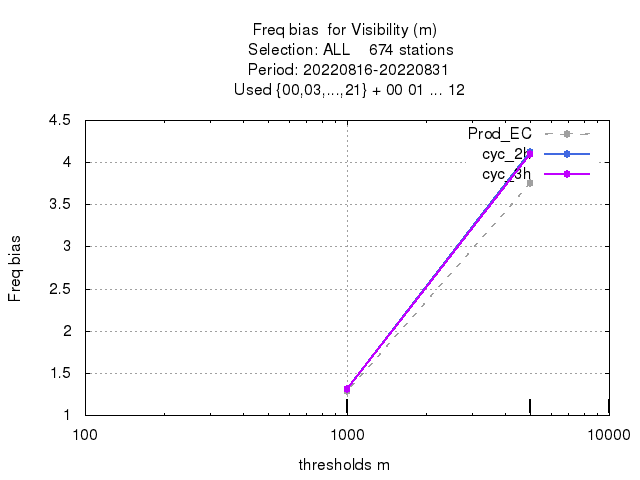 Freq bias  for Visibility (m)
Selection: ALL    674 stations
Period: 20220816-20220831
Used {00,03,...,21} + 00 01 ... 12
4.5
4
3.5
3
2.5
2
1.5
1
Freq bias
Prod_EC
cyc_2h
cyc_3h
100
1000
10000
thresholds m